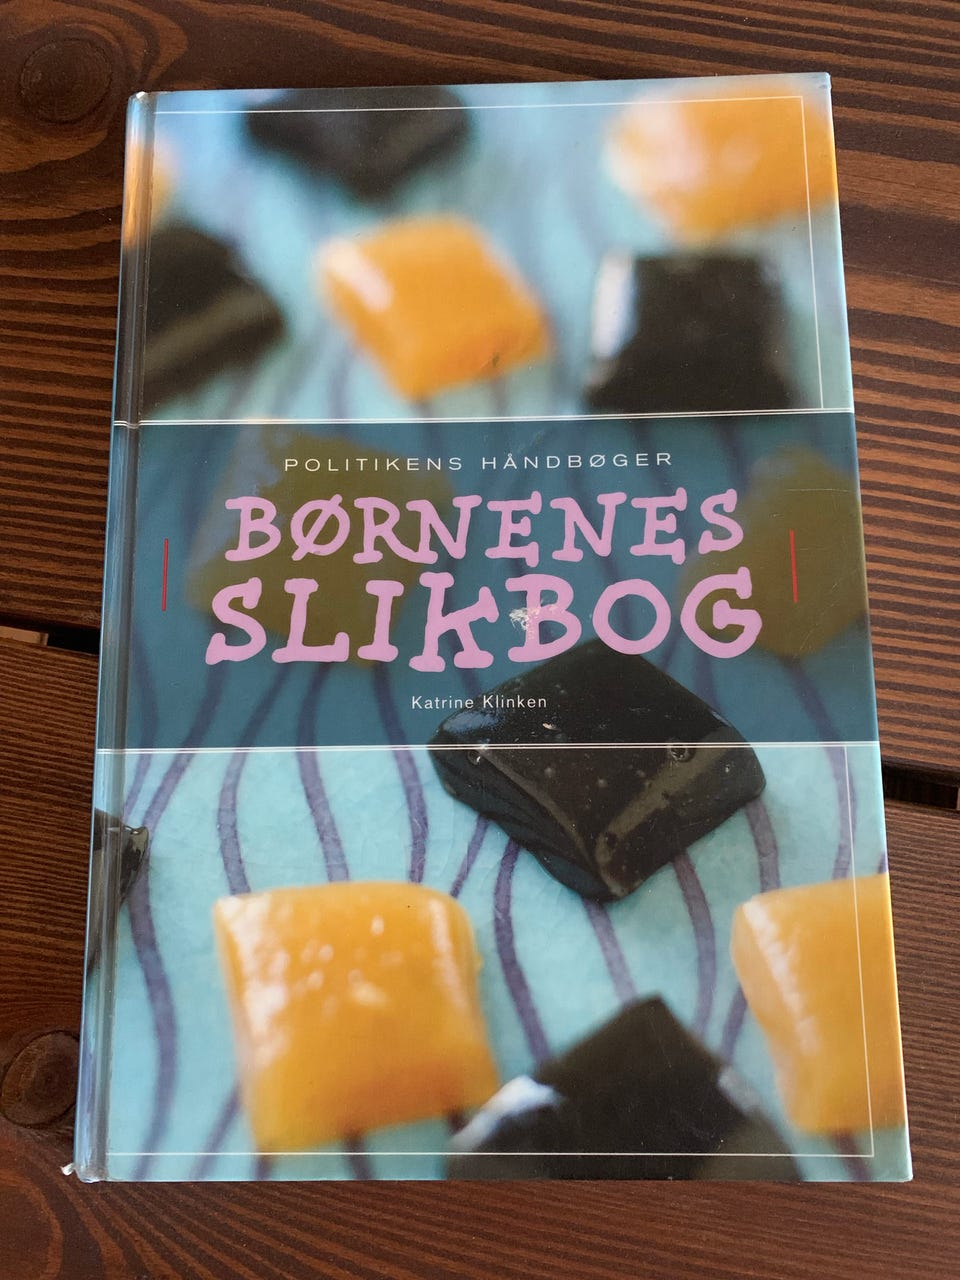 POLITIKENS HÅNDBØGER
BØRNENES
SLIKBOG
Katrine Klinken